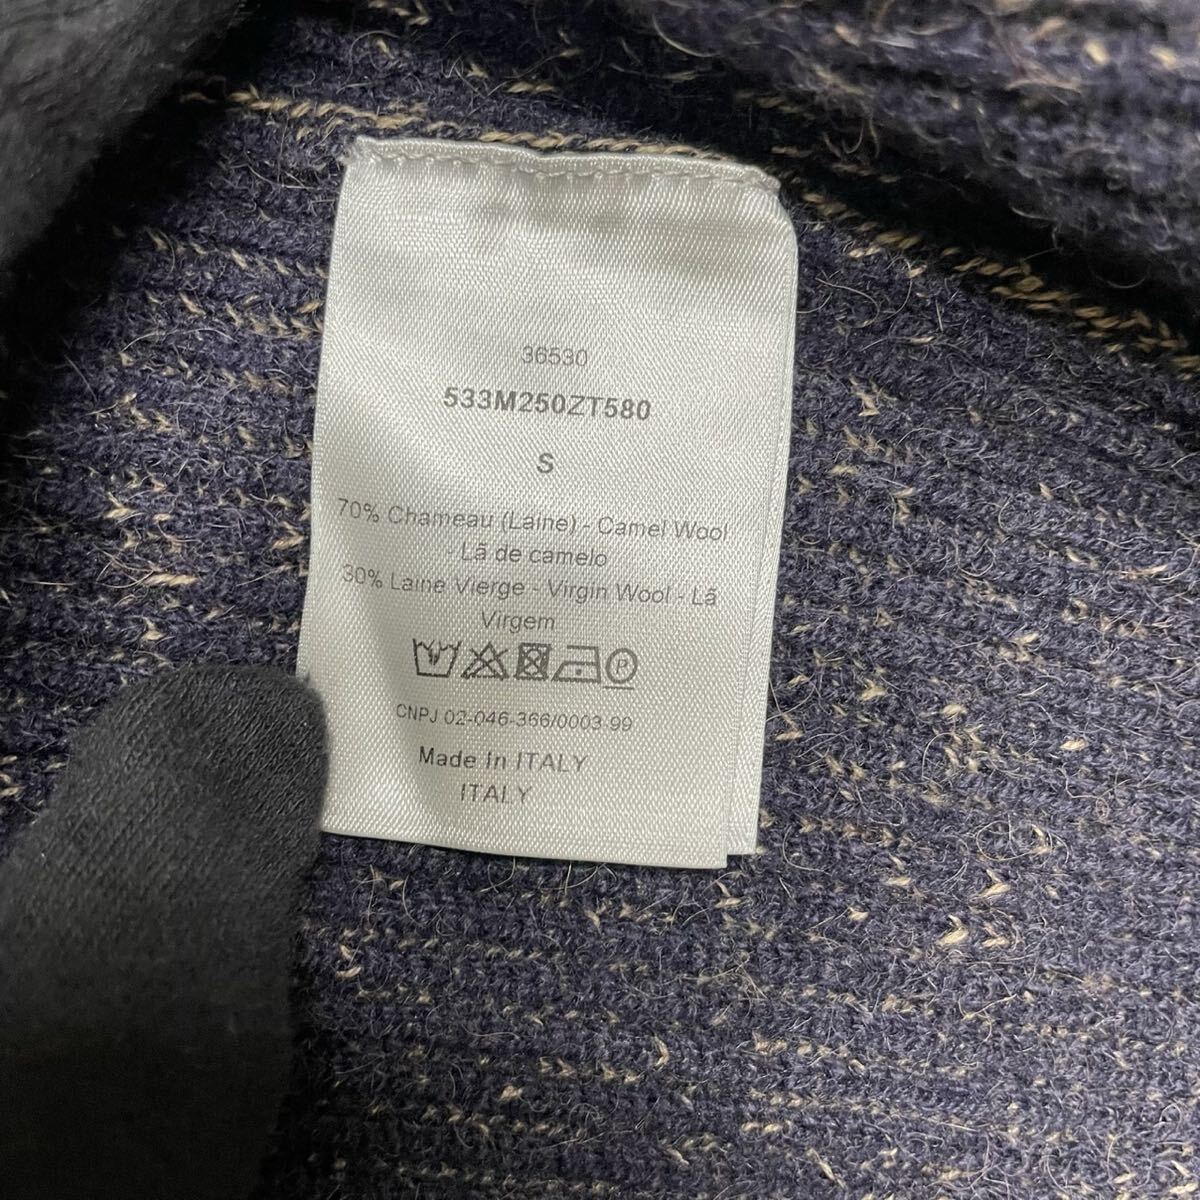 36530
533M250ZT580
S
70% Chameau (Laine) - Camel Wool
- Lã de camelo
30% Laine Vierge - Virgin Wool - Lã
Virgem
P
CNPJ 02-046-366/0003-99
Made In ITALY
ITALY